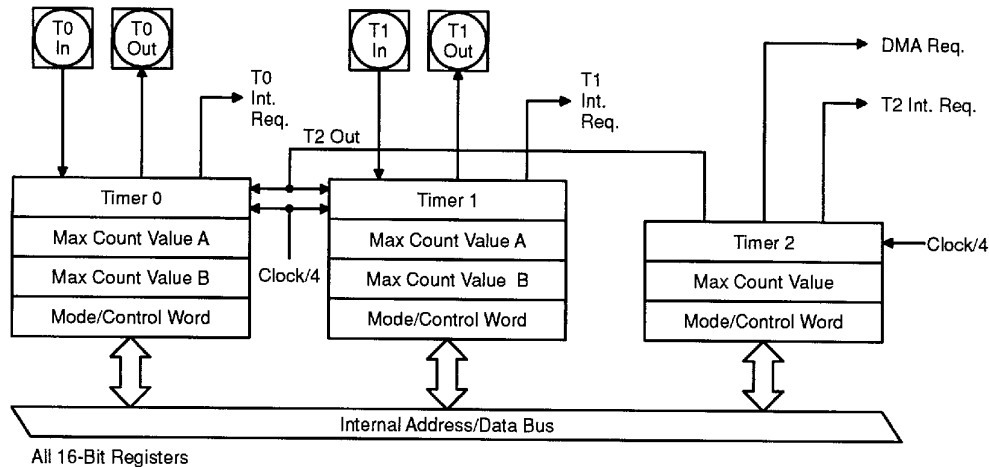 T0
In
T0
Out
T1
In
T1
Out
DMA Req.
T0
Int.
Req.
T1
Int.
Req.
T2 Int. Req.
T2 Out
Timer 0
Max Count Value A
Max Count Value B
Mode/Control Word
Clock/4
Timer 1
Max Count Value A
Max Count Value B
Mode/Control Word
Timer 2
Max Count Value
Mode/Control Word
Clock/4
Internal Address/Data Bus
All 16-Bit Registers